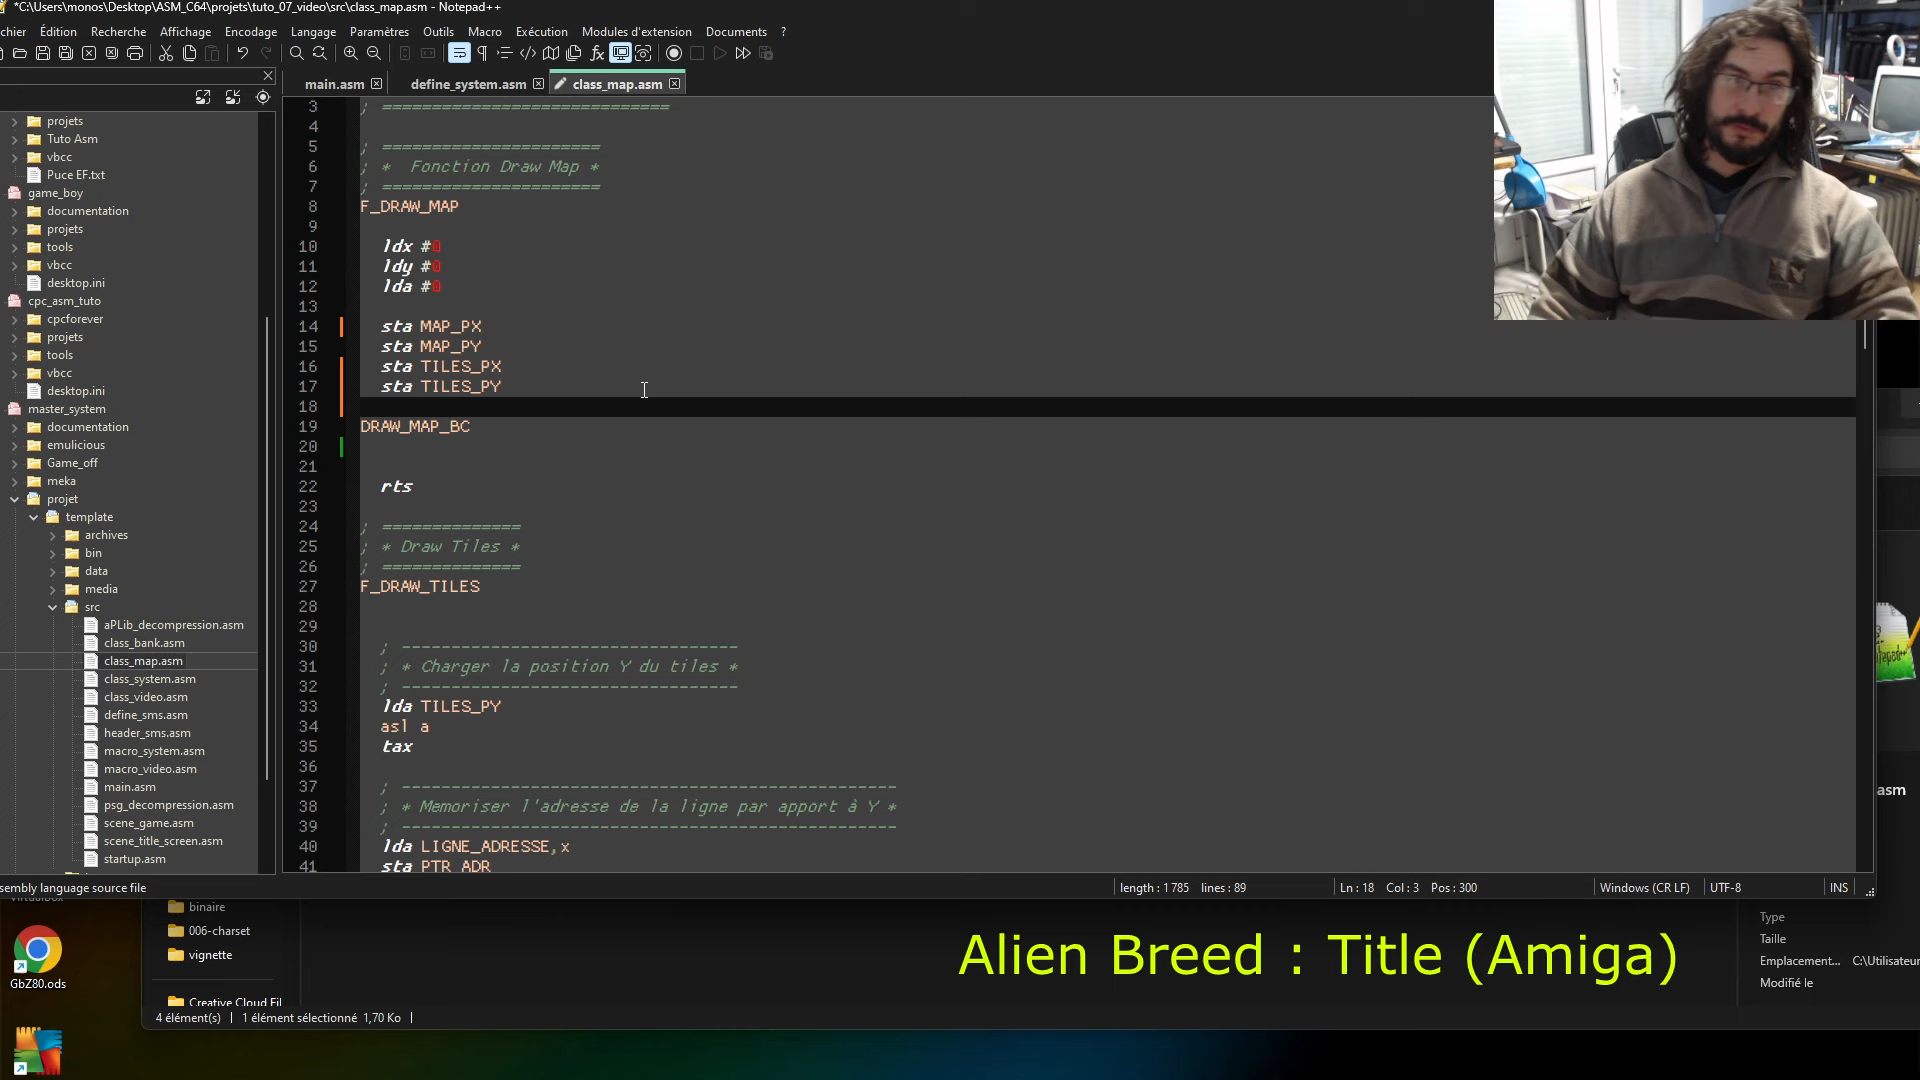 *C:\Users\monos\Desktop\ASM_C64\projets\tuto_07_video\src\class_map.asm - Notepad++
chier Édition Recherche Affichage Encodage Langage Paramètres Outils Macro Exécution Modules d'extension Documents ?
main.asm define_system.asm class_map.asm
projets
Tuto Asm
vbcc
Puce EF.txt
game_boy
documentation
projets
tools
vbcc
desktop.ini
cpc_asm_tuto
cpcforever
projets
tools
vbcc
desktop.ini
master_system
documentation
emulicious
Game_off
meka
projet
template
archives
bin
data
media
src
aPLib_decompression.asm
class_bank.asm
class_map.asm
class_system.asm
class_video.asm
define_sms.asm
header_sms.asm
macro_system.asm
macro_video.asm
main.asm
psg_decompression.asm
scene_game.asm
scene_title_screen.asm
startup.asm
3 ; =============================
4
5 ; ======================
6 ; *  Fonction Draw Map *
7 ; ======================
8 F_DRAW_MAP
9
10 ldx #0
11 ldy #0
12 lda #0
13
14 sta MAP_PX
15 sta MAP_PY
16 sta TILES_PX
17 sta TILES_PY
18
19 DRAW_MAP_BC
20
21
22 rts
23
24 ; ==============
25 ; * Draw Tiles *
26 ; ==============
27 F_DRAW_TILES
28
29
30 ; ----------------------------------
31 ; * Charger la position Y du tiles *
32 ; ----------------------------------
33 lda TILES_PY
34 asl a
35 tax
36
37 ; --------------------------------------------------
38 ; * Memoriser l'adresse de la ligne par apport à Y *
39 ; --------------------------------------------------
40 lda LIGNE_ADRESSE,x
41 sta PTR_ADR
sembly language source file length : 1 785 lines : 89 Ln : 18 Col : 3 Pos : 300 Windows (CR LF) UTF-8 INS
asm
binaire
006-charset
vignette
Creative Cloud Fil
4 élément(s) 1 élément sélectionné 1,70 Ko
GbZ80.ods
Alien Breed : Title (Amiga)
Type
Taille
Emplacement... C:\Utilisateur
Modifié le